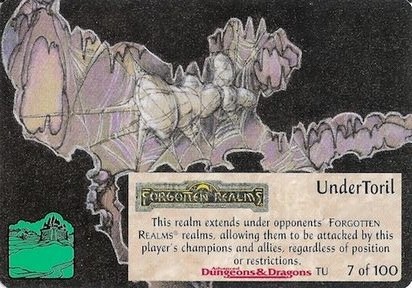 FORGOTTEN REALMS
UnderToril
This realm extends under opponents' FORGOTTEN
REALMS® realms, allowing them to be attacked by this
player's champions and allies, regardless of position
or restrictions.
Advanced
Dungeons&Dragons TU 7 of 100